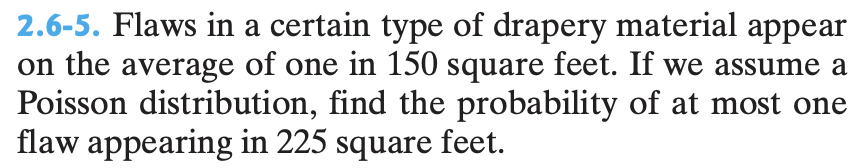 2.6-5. Flaws in a certain type of drapery material appear
on the average of one in 150 square feet. If we assume a
Poisson distribution, find the probability of at most one
flaw appearing in 225 square feet.